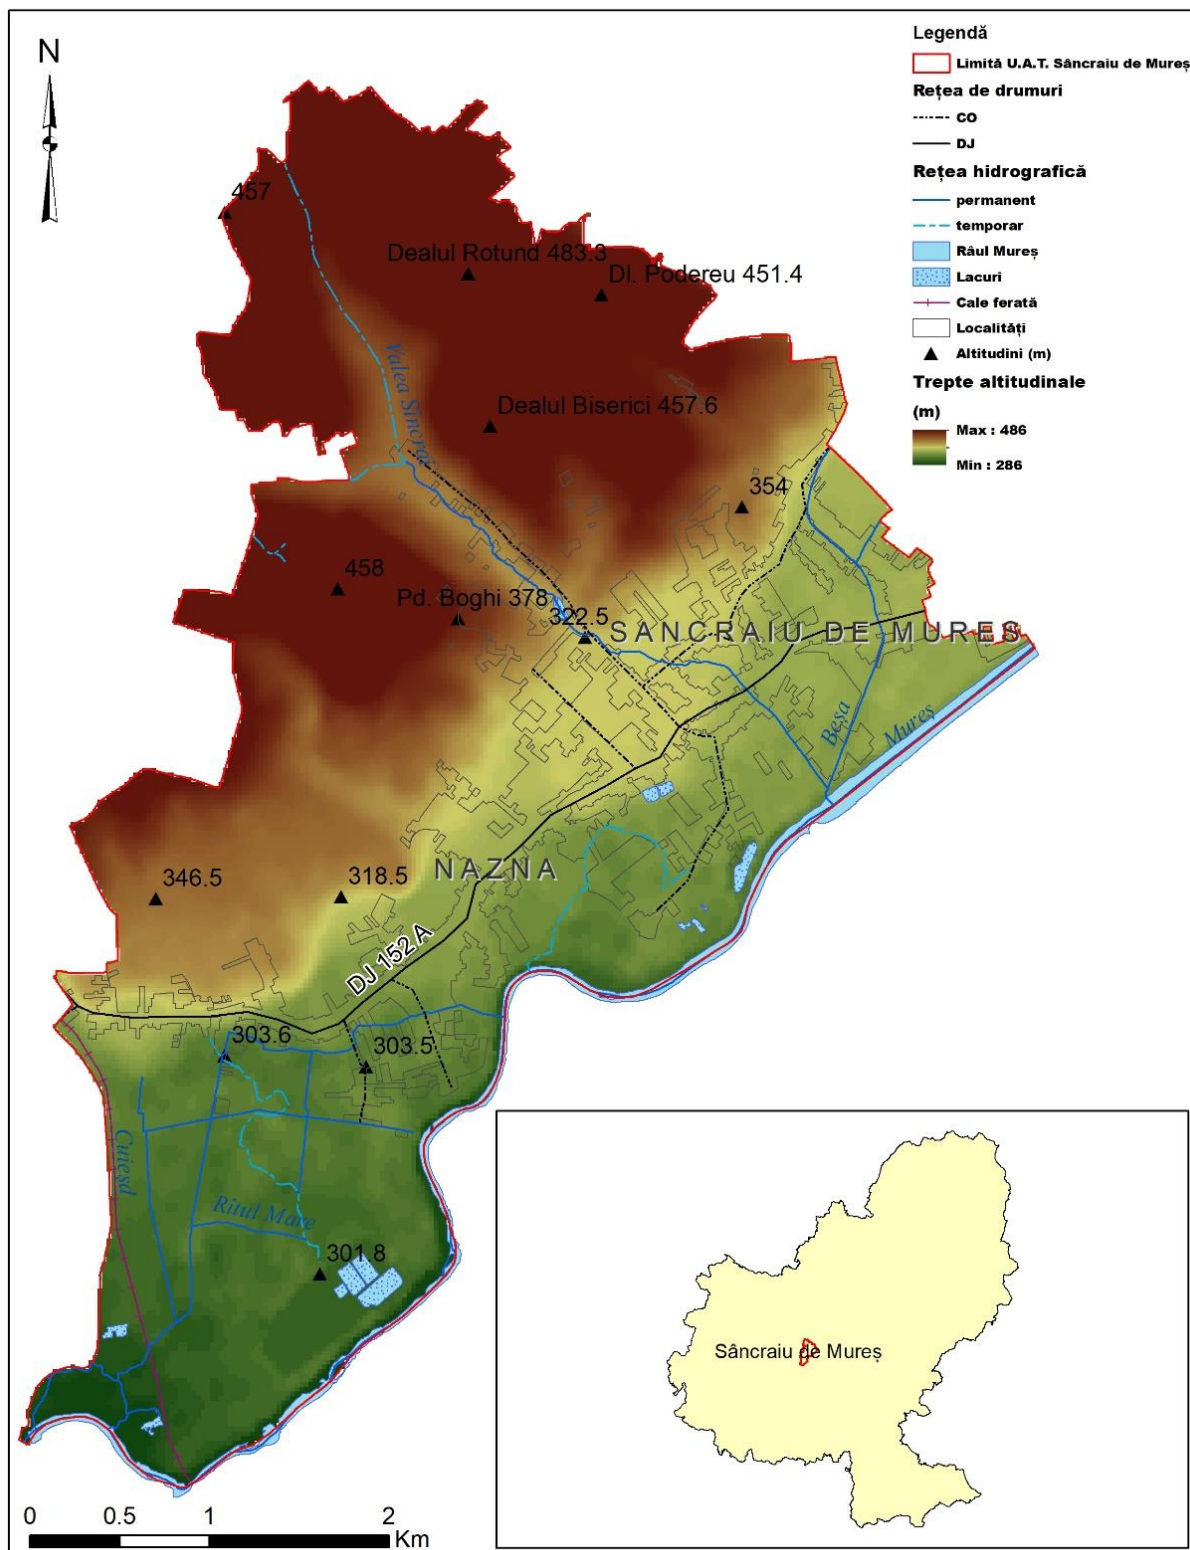 N
Legendă
Limită U.A.T. Sâncraiu de Mureș
Rețea de drumuri
CO
DJ
Rețea hidrografică
permanent
temporar
Râul Mureș
Lacuri
Cale ferată
Localități
Altitudini (m)
Trepte altitudinale
(m)
Max : 486
Min : 286
457
Dealul Rotund 483.3
Dl. Podereu 451.4
Valea Sîncrai
Dealul Biserici 457.6
354
458
Pd. Boghi 378
322.5
SANCRAIU DE MURES
Beșa
Mureș
346.5
318.5
NAZNA
DJ 152 A
303.6
303.5
Cuieșd
Rîtul Mare
301.8
Sâncraiu de Mureș
0 0.5 1 2
Km